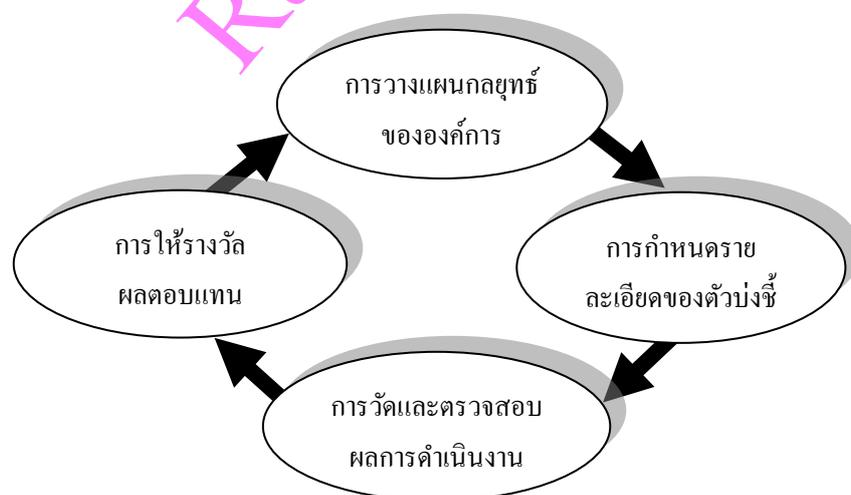 การวางแผนกลยุทธ์
ขององค์การ
การให้รางวัล
ผลตอบแทน
การกำหนดราย
ละเอียดของตัวบ่งชี้
การวัดและตรวจสอบ
ผลการดำเนินงาน